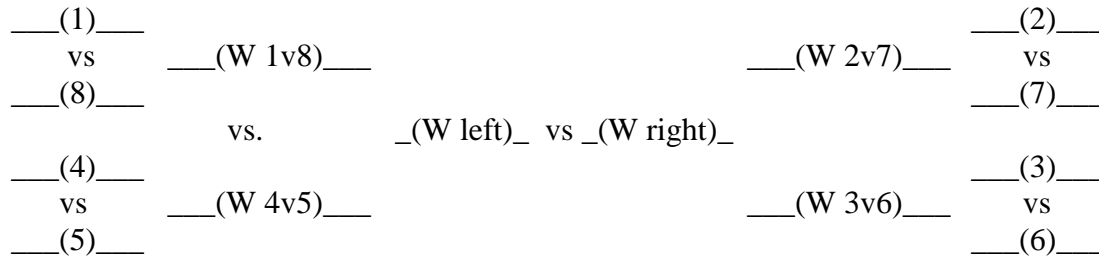 ___(1)___ ___(2)___
vs ___(W 1v8)___ ___(W 2v7)___ vs
___(8)___ ___(7)___
vs. _(W left)_ vs _(W right)_
___(4)___ ___(3)___
vs ___(W 4v5)___ ___(W 3v6)___ vs
___(5)___ ___(6)___